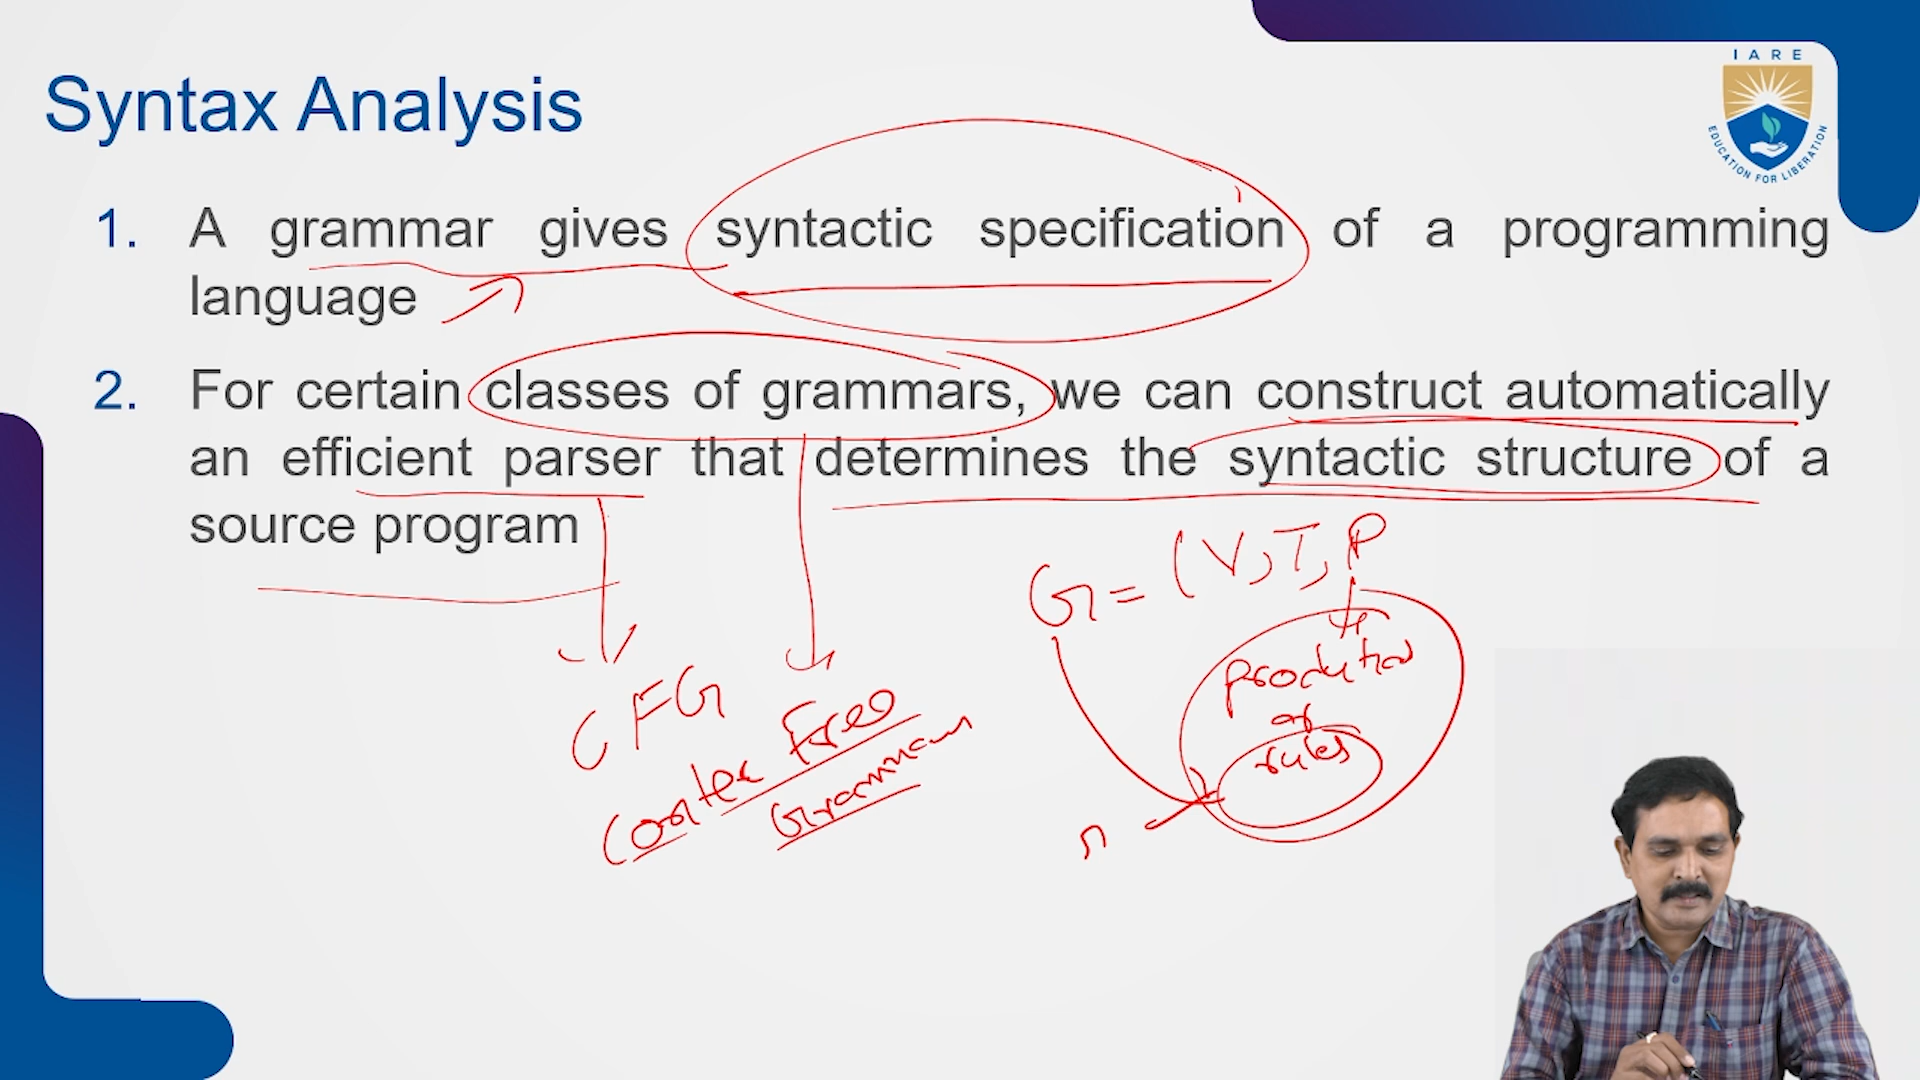 IARE
EDUCATION FOR LIBERATION
Syntax Analysis
1. A grammar gives syntactic specification of a programming
language
2. For certain classes of grammars, we can construct automatically
an efficient parser that determines the syntactic structure of a
source program
G = (V, T, P
production
or
rules
n
CFG
Contex Free
Grammar